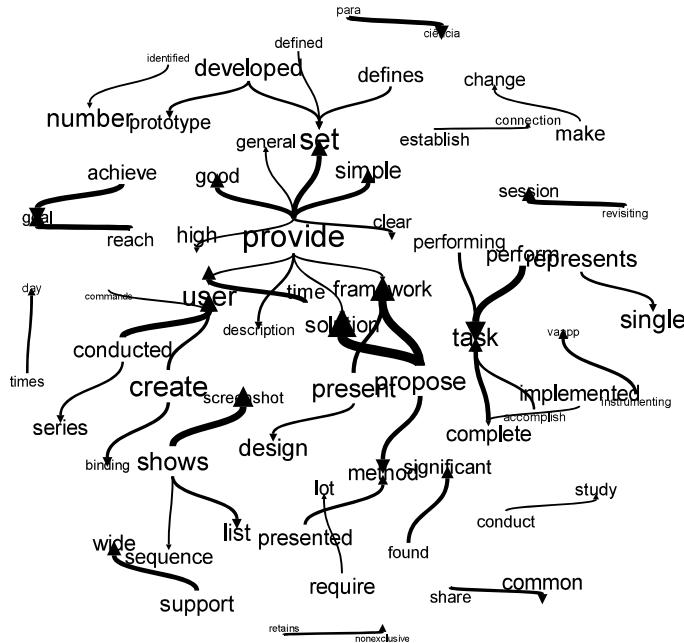 para
ciência
identified
defined
developed
defines
change
number
prototype
connection
set
general
establish
make
achieve
good
simple
session
goal
reach
high
provide
clear
revisiting
performing
perform
represents
day
commands
user
time
framework
description
solution
task
single
vaapp
times
conducted
create
screenshot
present
propose
implemented
instrumenting
accomplish
series
binding
shows
design
complete
method
significant
lot
study
wide
list
presented
conduct
sequence
found
support
require
share
common
retains
nonexclusive